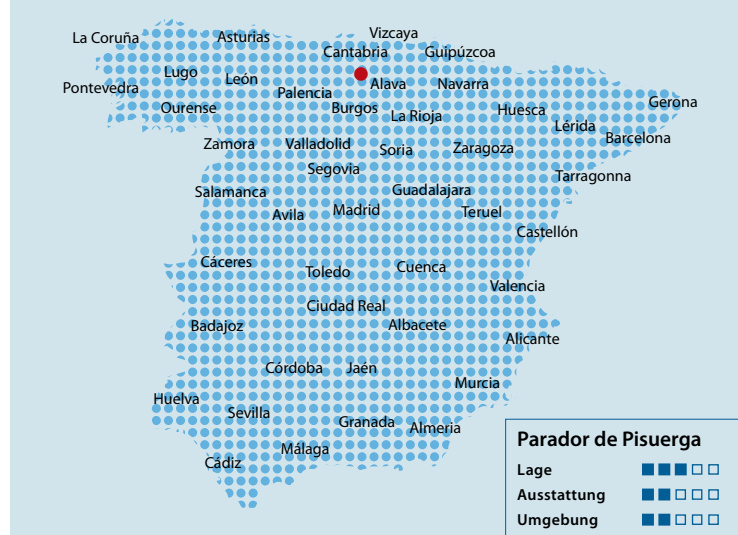 Vizcaya
La Coruña
Asturias
Cantabria
Guipúzcoa
Lugo
León
Alava
Navarra
Pontevedra
Palencia
Gerona
Ourense
Burgos
La Rioja
Huesca
Lérida
Barcelona
Zamora
Valladolid
Soria
Zaragoza
Segovia
Tarragonna
Salamanca
Guadalajara
Avila
Madrid
Teruel
Castellón
Cáceres
Toledo
Cuenca
Valencia
Ciudad Real
Badajoz
Albacete
Alicante
Córdoba
Jaén
Murcia
Huelva
Sevilla
Granada
Almeria
Málaga
Cádiz
Parador de Pisuerga
Lage
Ausstattung
Umgebung